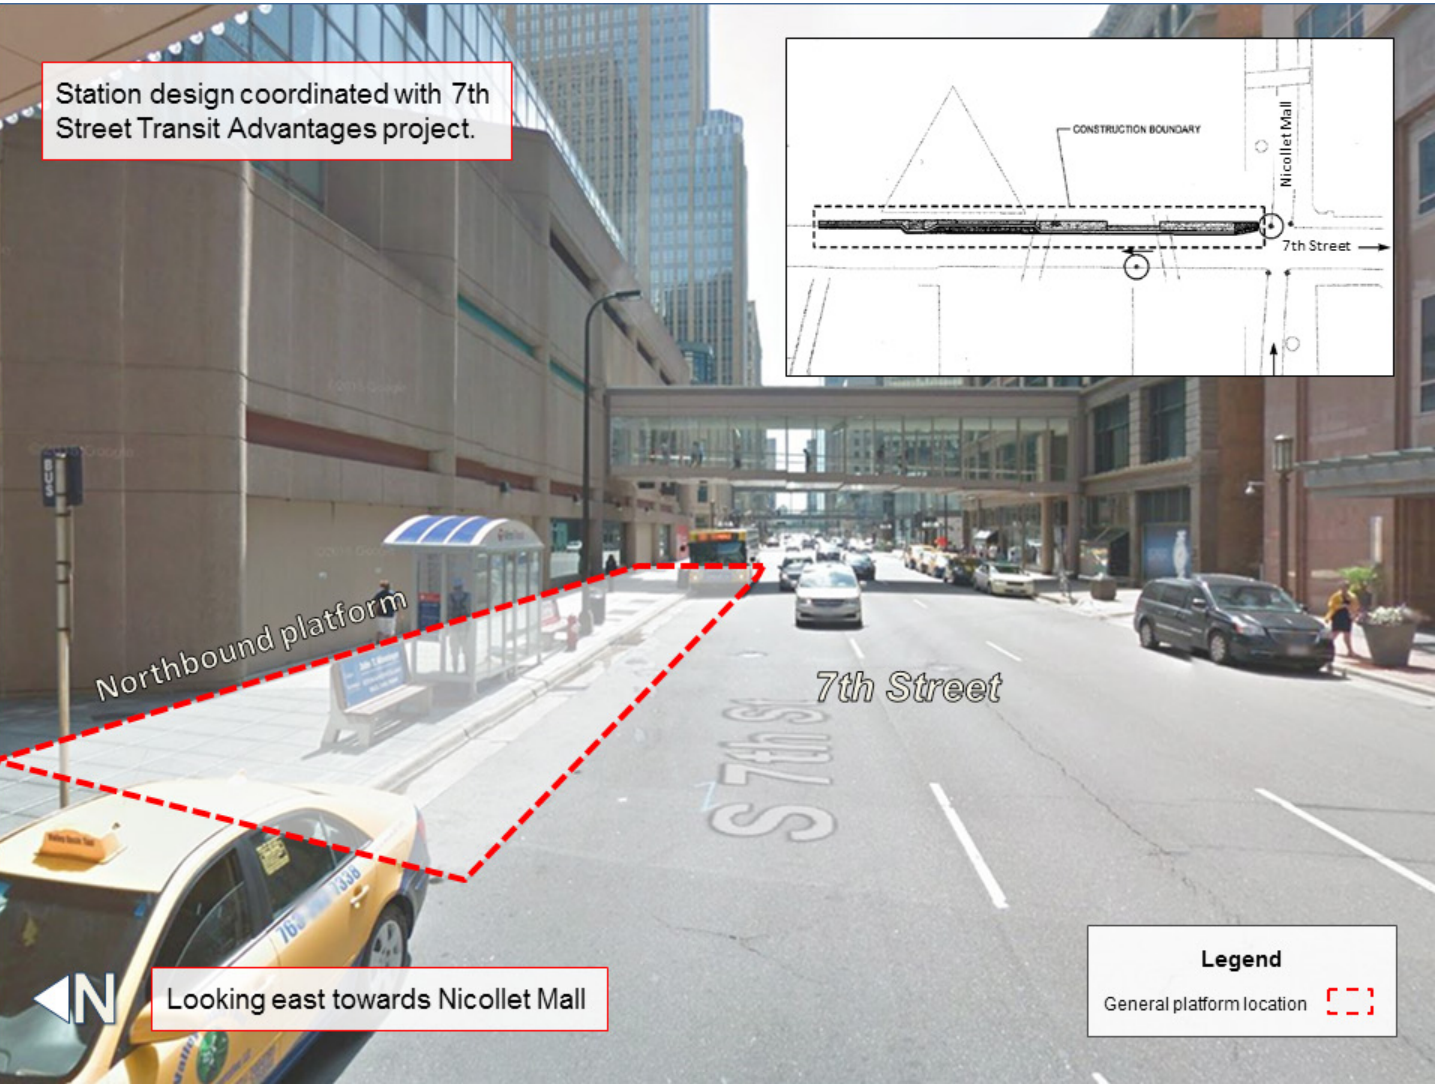 Station design coordinated with 7th
Street Transit Advantages project.
CONSTRUCTION BOUNDARY
Nicollet Mall
7th Street
BUS
Northbound platform
7th Street
S 7th St
7338
N
Looking east towards Nicollet Mall
Legend
General platform location